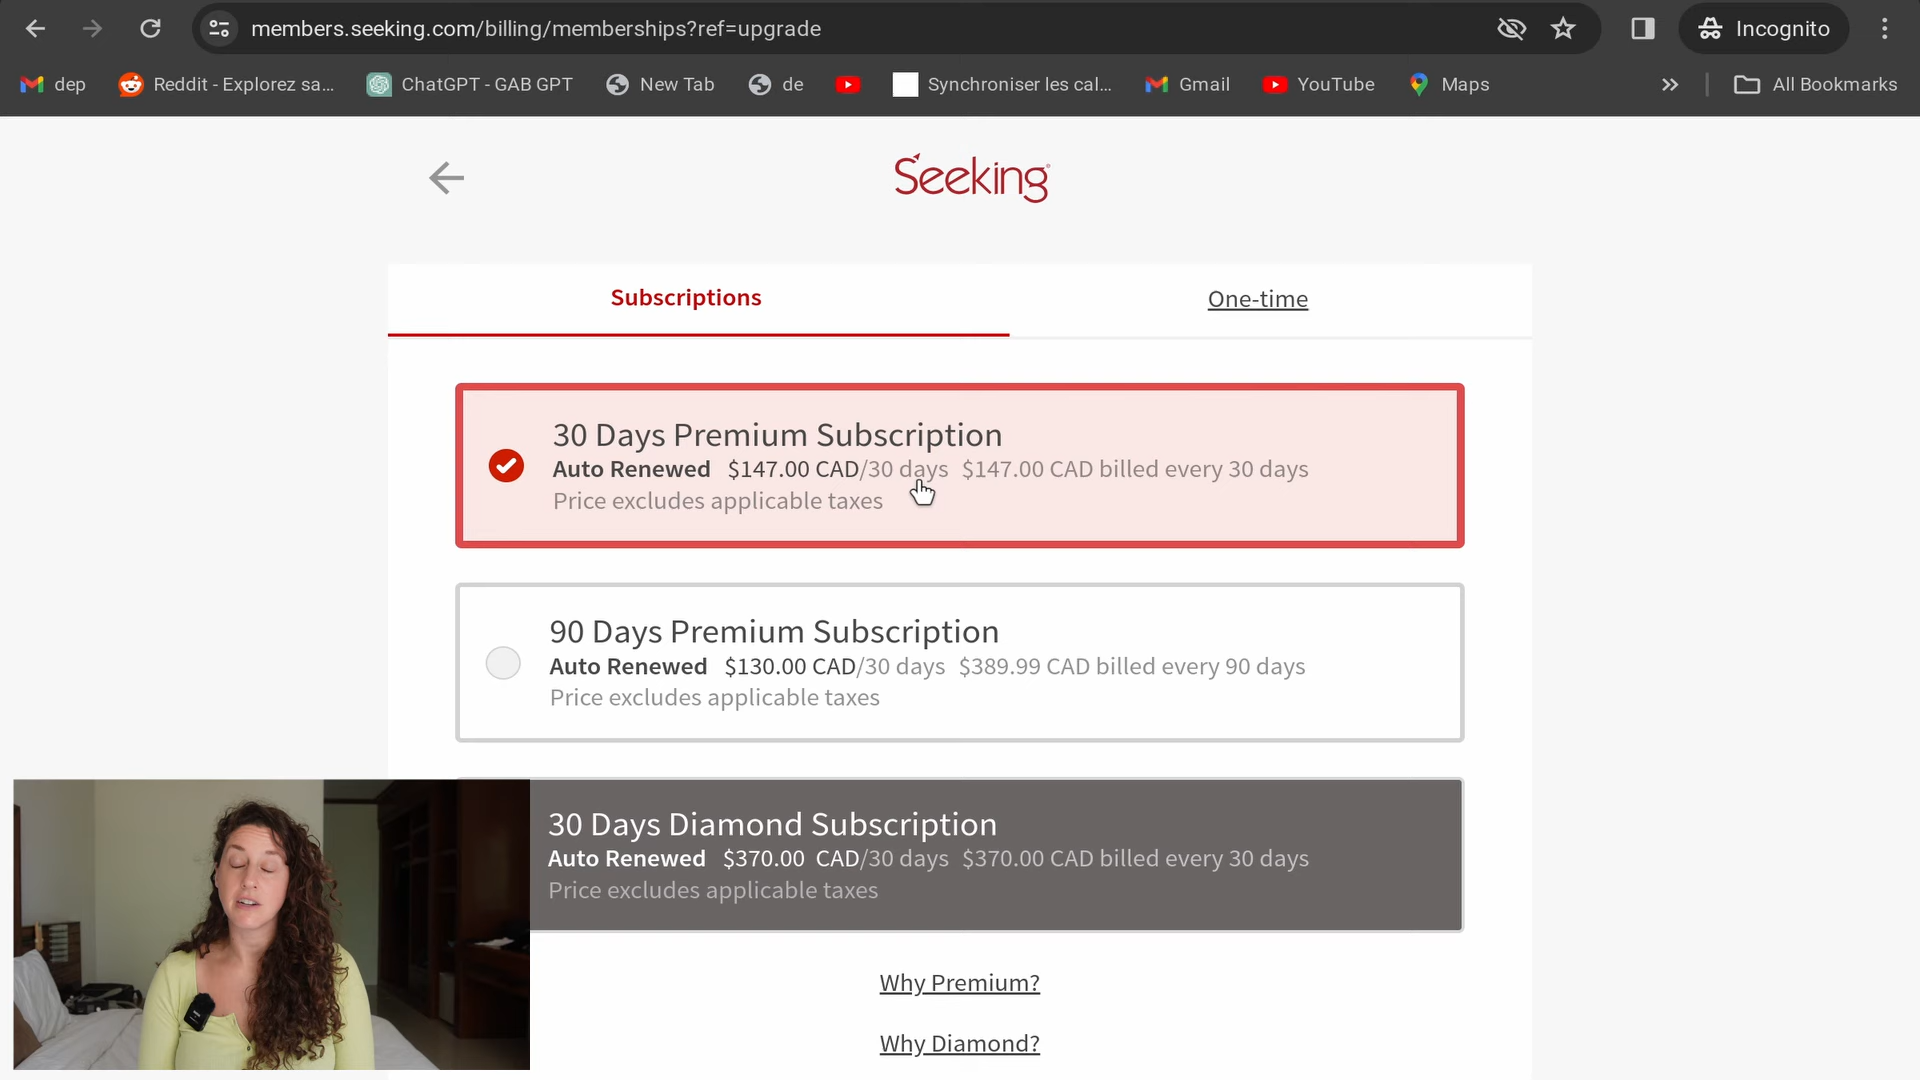 members.seeking.com/billing/memberships?ref=upgrade
Incognito
dep
Reddit - Explorez sa...
ChatGPT - GAB GPT
New Tab
de
Synchroniser les cal...
Gmail
YouTube
Maps
All Bookmarks
Seeking
Subscriptions
One-time
30 Days Premium Subscription
Auto Renewed $147.00 CAD/30 days $147.00 CAD billed every 30 days
Price excludes applicable taxes
90 Days Premium Subscription
Auto Renewed $130.00 CAD/30 days $389.99 CAD billed every 90 days
Price excludes applicable taxes
30 Days Diamond Subscription
Auto Renewed $370.00 CAD/30 days $370.00 CAD billed every 30 days
Price excludes applicable taxes
Why Premium?
Why Diamond?